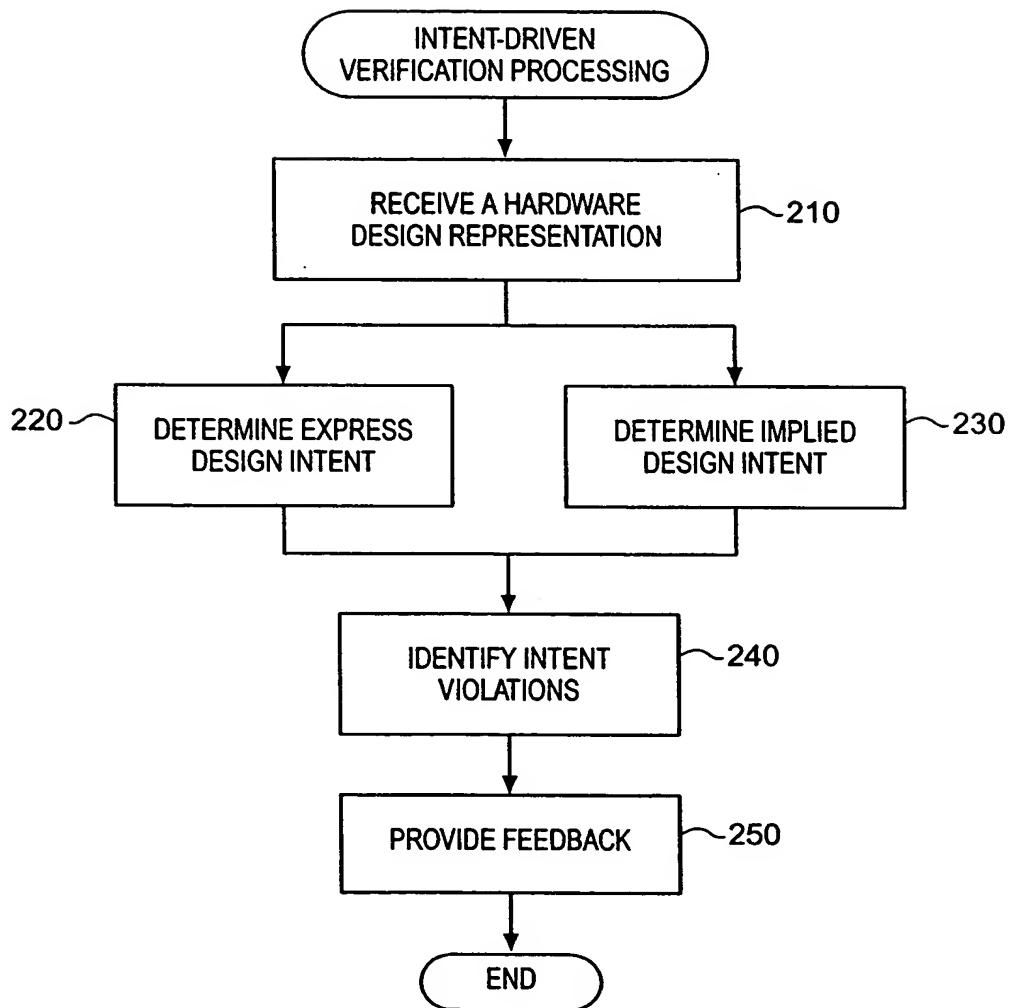 INTENT-DRIVEN
VERIFICATION PROCESSING
RECEIVE A HARDWARE
DESIGN REPRESENTATION
210
220
DETERMINE EXPRESS
DESIGN INTENT
DETERMINE IMPLIED
DESIGN INTENT
230
IDENTIFY INTENT
VIOLATIONS
240
PROVIDE FEEDBACK
250
END